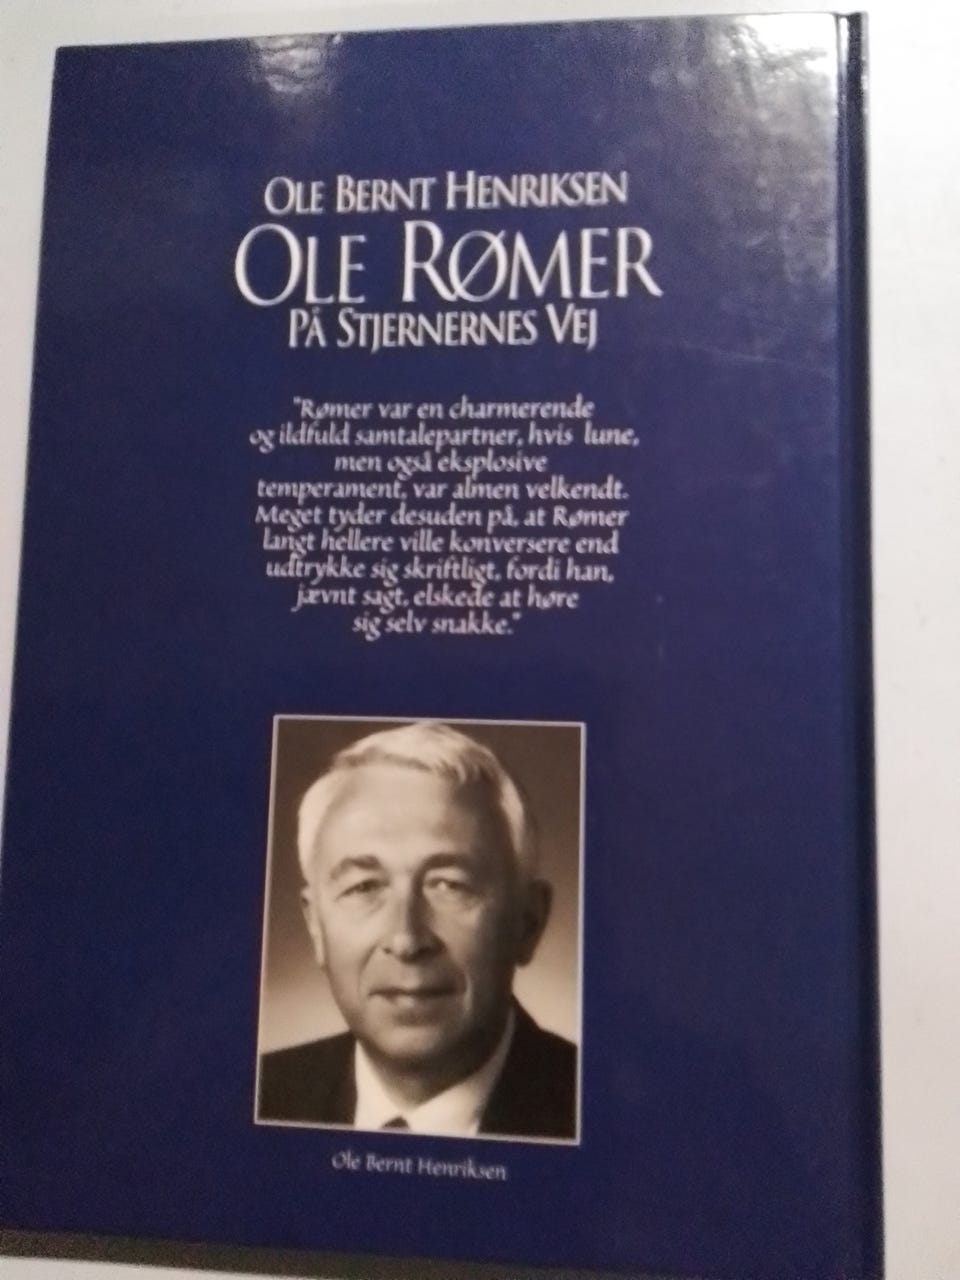 OLE BERNT HENRIKSEN
OLE RØMER
PÅ STJERNERNES VEJ
"Rømer var en charmerende
og ildfuld samtalepartner, hvis lune,
men også eksplosive
temperament, var almen velkendt.
Meget tyder desuden på, at Rømer
langt hellere ville konversere end
udtrykke sig skriftligt, fordi han,
jævnt sagt, elskede at høre
sig selv snakke."
Ole Bernt Henriksen